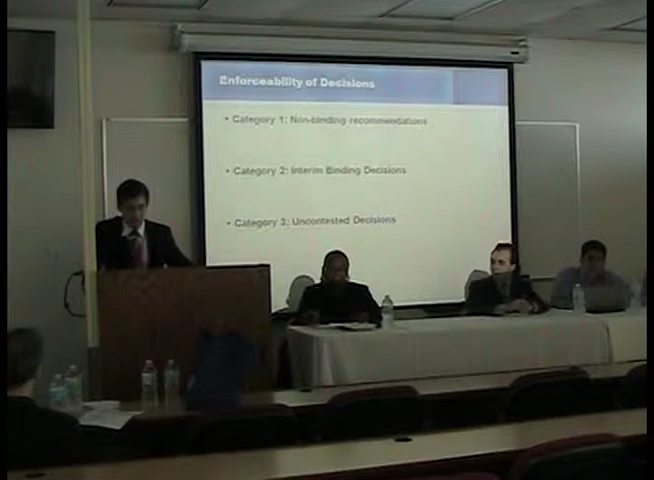 Enforceability of Decisions
• Category 1: Non-binding recommendations
• Category 2: Interim Binding Decisions
• Category 3: Uncontested Decisions